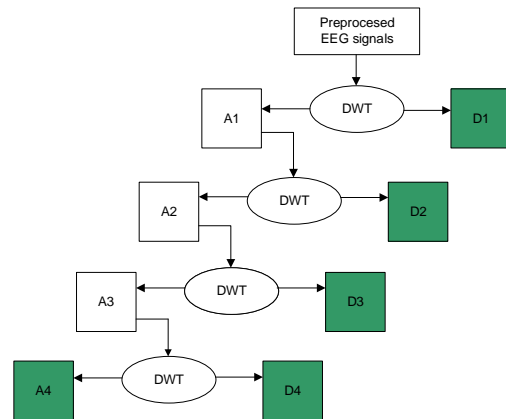 Preprocesed
EEG signals
DWT
A1
D1
DWT
A2
D2
DWT
A3
D3
DWT
A4
D4